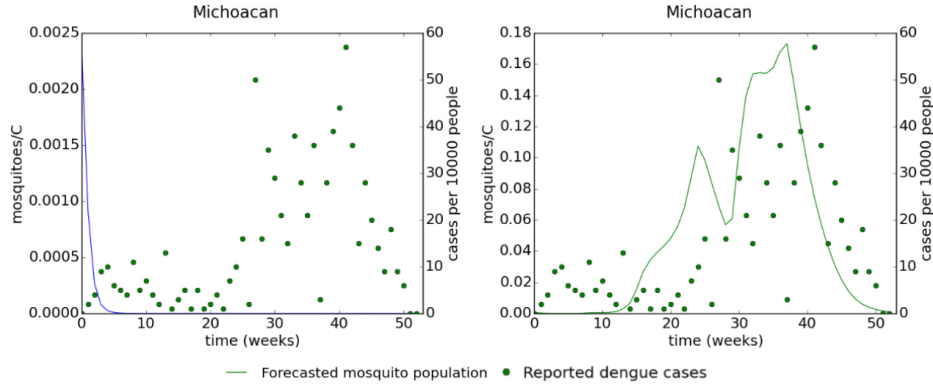 Michoacan
Michoacan
0.0025
0.0020
0.0015
0.0010
0.0005
0.0000
mosquitoes/C
60
50
40
30
20
10
0
cases per 10000 people
0 10 20 30 40 50
time (weeks)
0.18
0.16
0.14
0.12
0.10
0.08
0.06
0.04
0.02
0.00
mosquitoes/C
60
50
40
30
20
10
0
cases per 10000 people
0 10 20 30 40 50
time (weeks)
Forecasted mosquito population Reported dengue cases